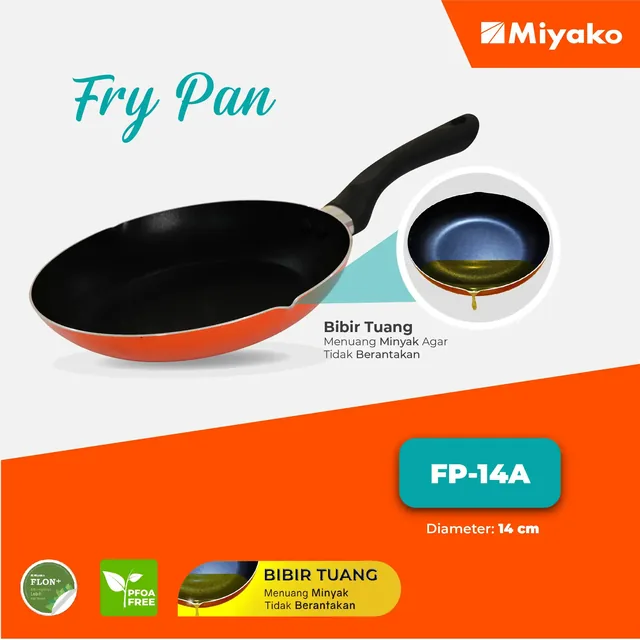 Miyako
Fry Pan
Bibir Tuang
Menuang Minyak Agar
Tidak Berantakan
FP-14A
Diameter: 14 cm
FLON+
PFOA
FREE
BIBIR TUANG
Menuang Minyak
Tidak Berantakan